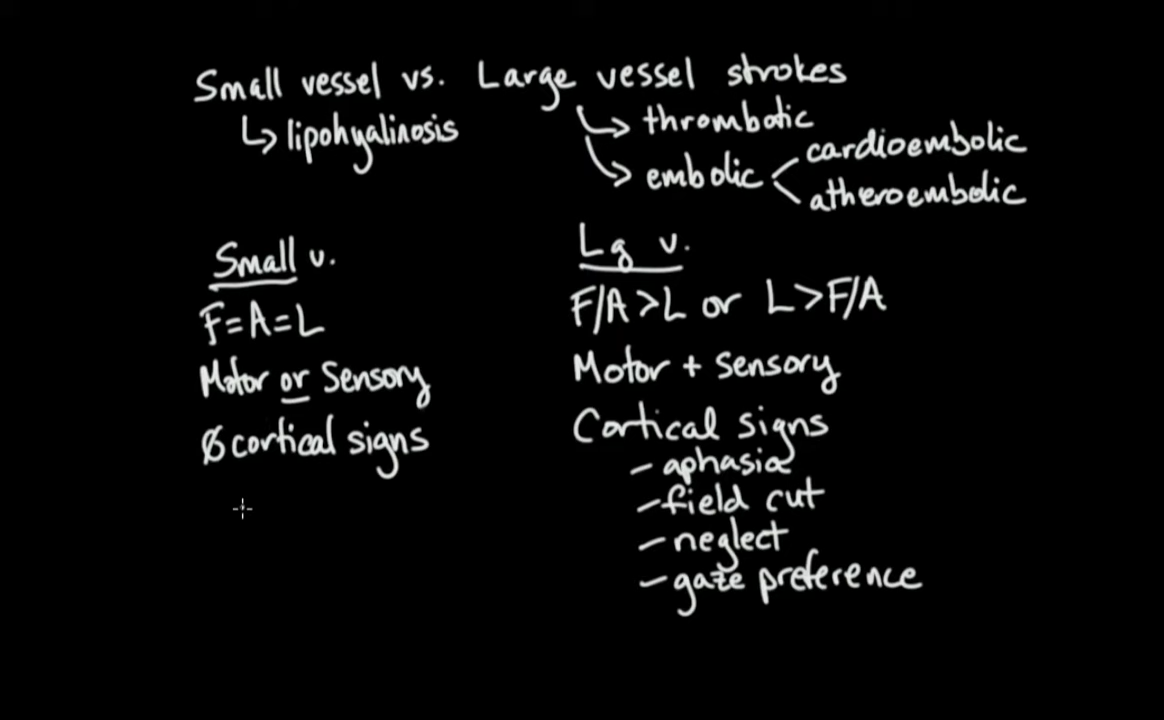 Small vessel vs. Large vessel strokes
↳ lipohyalinosis
↳ thrombotic
↳ embolic < cardioembolic
atheroembolic
Small v.
F=A=L
Motor or Sensory
Ø cortical signs
Lg v.
F/A>L or L>F/A
Motor + Sensory
Cortical signs
- aphasia
- field cut
- neglect
- gaze preference